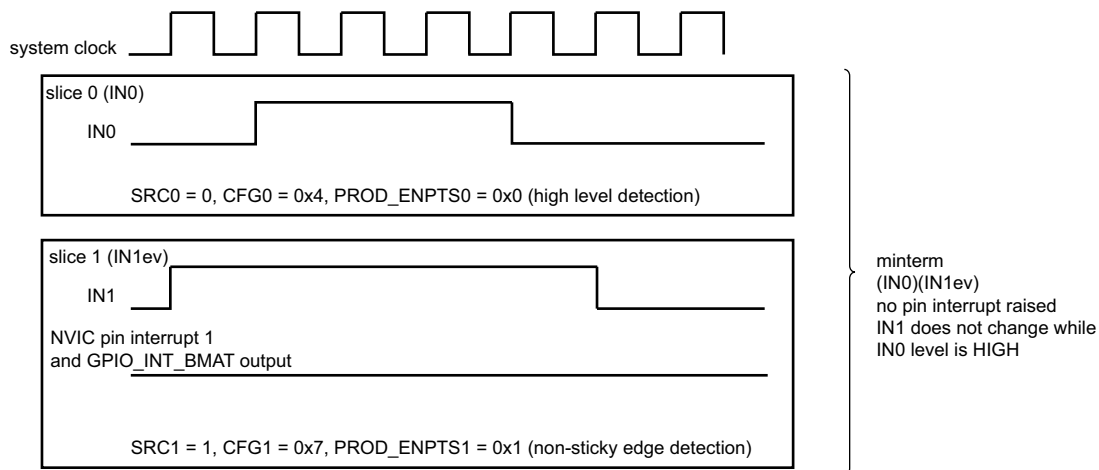 system clock
slice 0 (IN0)
IN0
SRC0 = 0, CFG0 = 0x4, PROD_ENPTS0 = 0x0 (high level detection)
slice 1 (IN1ev)
IN1
NVIC pin interrupt 1
and GPIO_INT_BMAT output
SRC1 = 1, CFG1 = 0x7, PROD_ENPTS1 = 0x1 (non-sticky edge detection)
minterm
(IN0)(IN1ev)
no pin interrupt raised
IN1 does not change while
IN0 level is HIGH